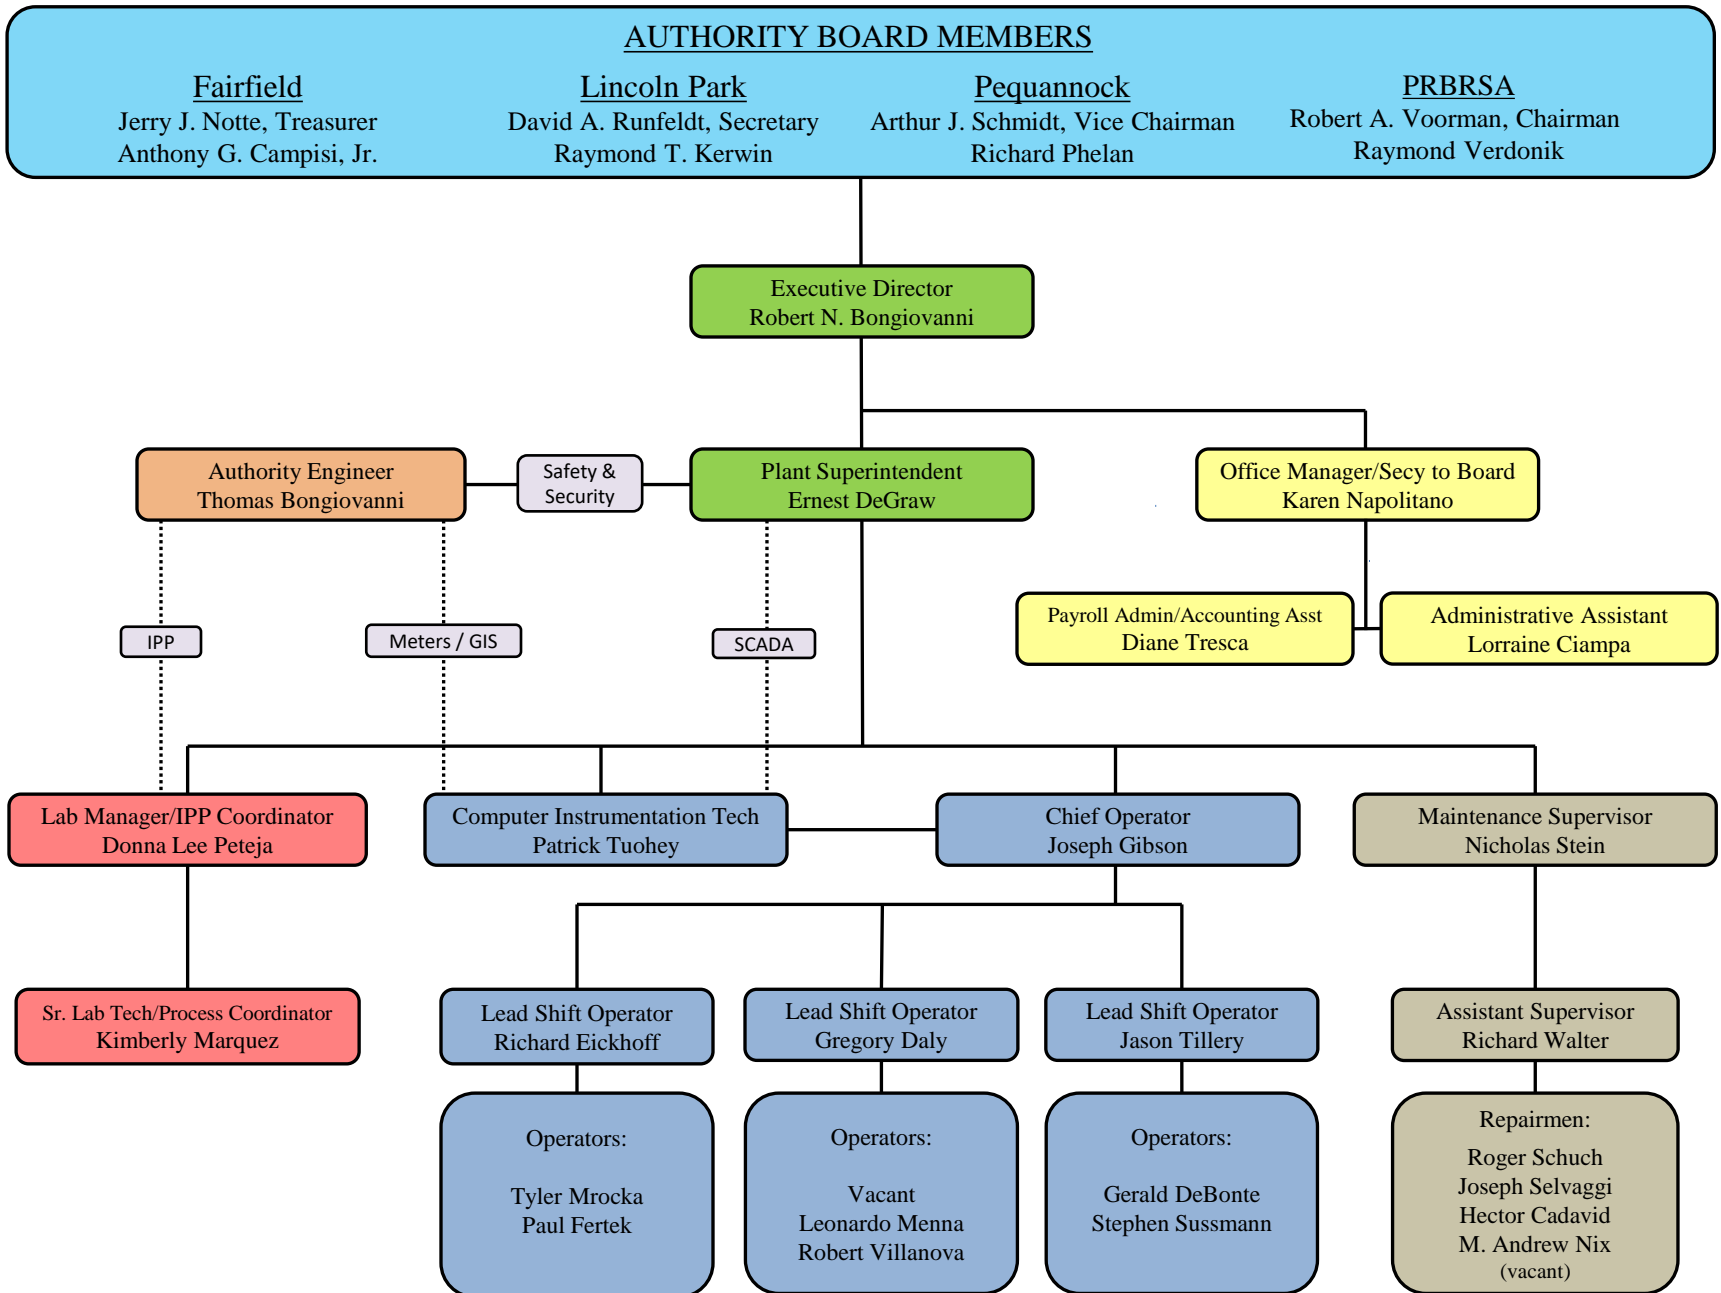 AUTHORITY BOARD MEMBERS
Fairfield
Jerry J. Notte, Treasurer
Anthony G. Campisi, Jr.
Lincoln Park
David A. Runfeldt, Secretary
Raymond T. Kerwin
Pequannock
Arthur J. Schmidt, Vice Chairman
Richard Phelan
PRBRSA
Robert A. Voorman, Chairman
Raymond Verdonik
Executive Director
Robert N. Bongiovanni
Authority Engineer
Thomas Bongiovanni
Safety &
Security
Plant Superintendent
Ernest DeGraw
Office Manager/Secy to Board
Karen Napolitano
Payroll Admin/Accounting Asst
Diane Tresca
Administrative Assistant
Lorraine Ciampa
IPP
Meters / GIS
SCADA
Lab Manager/IPP Coordinator
Donna Lee Peteja
Computer Instrumentation Tech
Patrick Tuohey
Chief Operator
Joseph Gibson
Maintenance Supervisor
Nicholas Stein
Sr. Lab Tech/Process Coordinator
Kimberly Marquez
Lead Shift Operator
Richard Eickhoff
Lead Shift Operator
Gregory Daly
Lead Shift Operator
Jason Tillery
Assistant Supervisor
Richard Walter
Operators:
Tyler Mrocka
Paul Fertek
Operators:
Vacant
Leonardo Menna
Robert Villanova
Operators:
Gerald DeBonte
Stephen Sussmann
Repairmen:
Roger Schuch
Joseph Selvaggi
Hector Cadavid
M. Andrew Nix
(vacant)